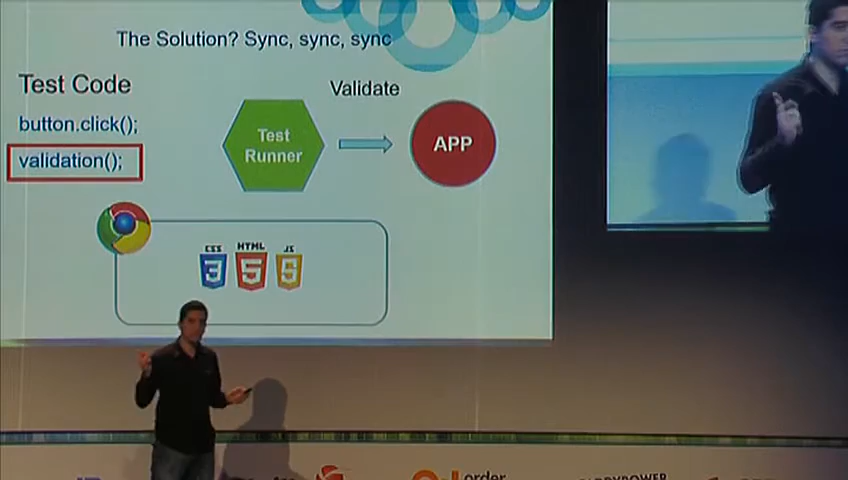 The Solution? Sync, sync, sync
Test Code
Validate
button.click();
validation();
Test
Runner
APP
CSS
HTML
JS
3
5
5
order